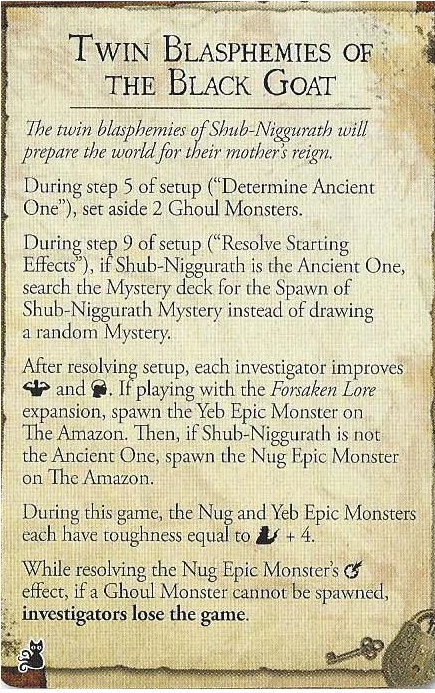 TWIN BLASPHEMIES OF
THE BLACK GOAT
The twin blasphemies of Shub-Niggurath will
prepare the world for their mother's reign.
During step 5 of setup ("Determine Ancient
One"), set aside 2 Ghoul Monsters.
During step 9 of setup ("Resolve Starting
Effects"), if Shub-Niggurath is the Ancient One,
search the Mystery deck for the Spawn of
Shub-Niggurath Mystery instead of drawing
a random Mystery.
After resolving setup, each investigator improves
and . If playing with the Forsaken Lore
expansion, spawn the Yeb Epic Monster on
The Amazon. Then, if Shub-Niggurath is not
the Ancient One, spawn the Nug Epic Monster
on The Amazon.
During this game, the Nug and Yeb Epic Monsters
each have toughness equal to + 4.
While resolving the Nug Epic Monster's
effect, if a Ghoul Monster cannot be spawned,
investigators lose the game.